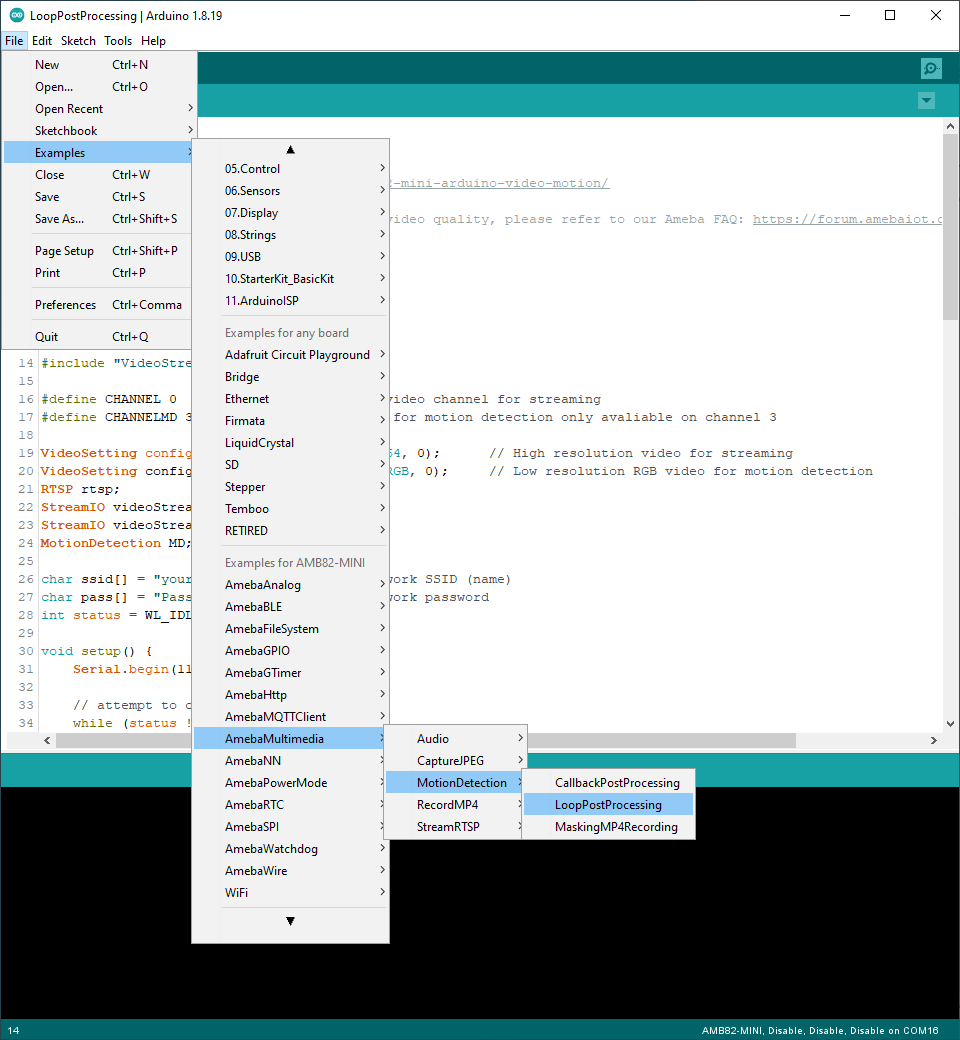 LoopPostProcessing | Arduino 1.8.19
File Edit Sketch Tools Help
New Ctrl+N
Open... Ctrl+O
Open Recent
Sketchbook
Examples
Close Ctrl+W
Save Ctrl+S
Save As... Ctrl+Shift+S
Page Setup Ctrl+Shift+P
Print Ctrl+P
Preferences Ctrl+Comma
Quit Ctrl+Q
05.Control
06.Sensors
07.Display
08.Strings
09.USB
10.StarterKit_BasicKit
11.ArduinoISP
Examples for any board
Adafruit Circuit Playground
Bridge
Ethernet
Firmata
LiquidCrystal
SD
Stepper
Temboo
RETIRED
Examples for AMB82-MINI
AmebaAnalog
AmebaBLE
AmebaFileSystem
AmebaGPIO
AmebaGTimer
AmebaHttp
AmebaMQTTClient
AmebaMultimedia
AmebaNN
AmebaPowerMode
AmebaRTC
AmebaSPI
AmebaWatchdog
AmebaWire
WiFi
Audio
CaptureJPEG
MotionDetection
RecordMP4
StreamRTSP
CallbackPostProcessing
LoopPostProcessing
MaskingMP4Recording
-mini-arduino-video-motion/
video quality, please refer to our Ameba FAQ: https://forum.amebaiot.c
14 #include "VideoStre
15
16 #define CHANNEL 0 video channel for streaming
17 #define CHANNELMD 3 for motion detection only avaliable on channel 3
18
19 VideoSetting config 64, 0); // High resolution video for streaming
20 VideoSetting config RGB, 0); // Low resolution RGB video for motion detection
21 RTSP rtsp;
22 StreamIO videoStrea
23 StreamIO videoStrea
24 MotionDetection MD;
25
26 char ssid[] = "your work SSID (name)
27 char pass[] = "Pass work password
28 int status = WL_IDL
29
30 void setup() {
31 Serial.begin(11
32
33 // attempt to c
34 while (status !
14
AMB82-MINI, Disable, Disable, Disable on COM16